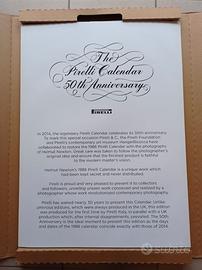 The
Pirelli Calendar
50th Anniversary
PIRELLI
In 2014, the legendary Pirelli Calendar celebrates its 50th anniversary.
To mark this special occasion Pirelli & C., the Pirelli Foundation
and Pirelli's contemporary art museum HangarBicocca have
collaborated to restore the 1986 Pirelli Calendar with the photographs
of Helmut Newton. Great care was taken to follow the photographer's
original idea and ensure that the finished product is faithful
to the modern master's vision.
Helmut Newton's 1986 Pirelli Calendar is a unique work which
had been kept secret and never distributed.
Pirelli is proud and very pleased to present it to collectors
and followers, unveiling unseen work conceived and realized by a
photographer whose work revolutionized contemporary photography.
Pirelli has waited nearly 30 years to present this Calendar. Unlike
previous editions, which were always produced in the UK, this edition
was produced for the first time by Pirelli Italy, in parallel with a UK
production which, after internal disagreements, prevailed. The 50th
Anniversary is the ideal moment to present this edition as the days
and dates of the 1986 calendar coincide exactly with those of 2014.
subito